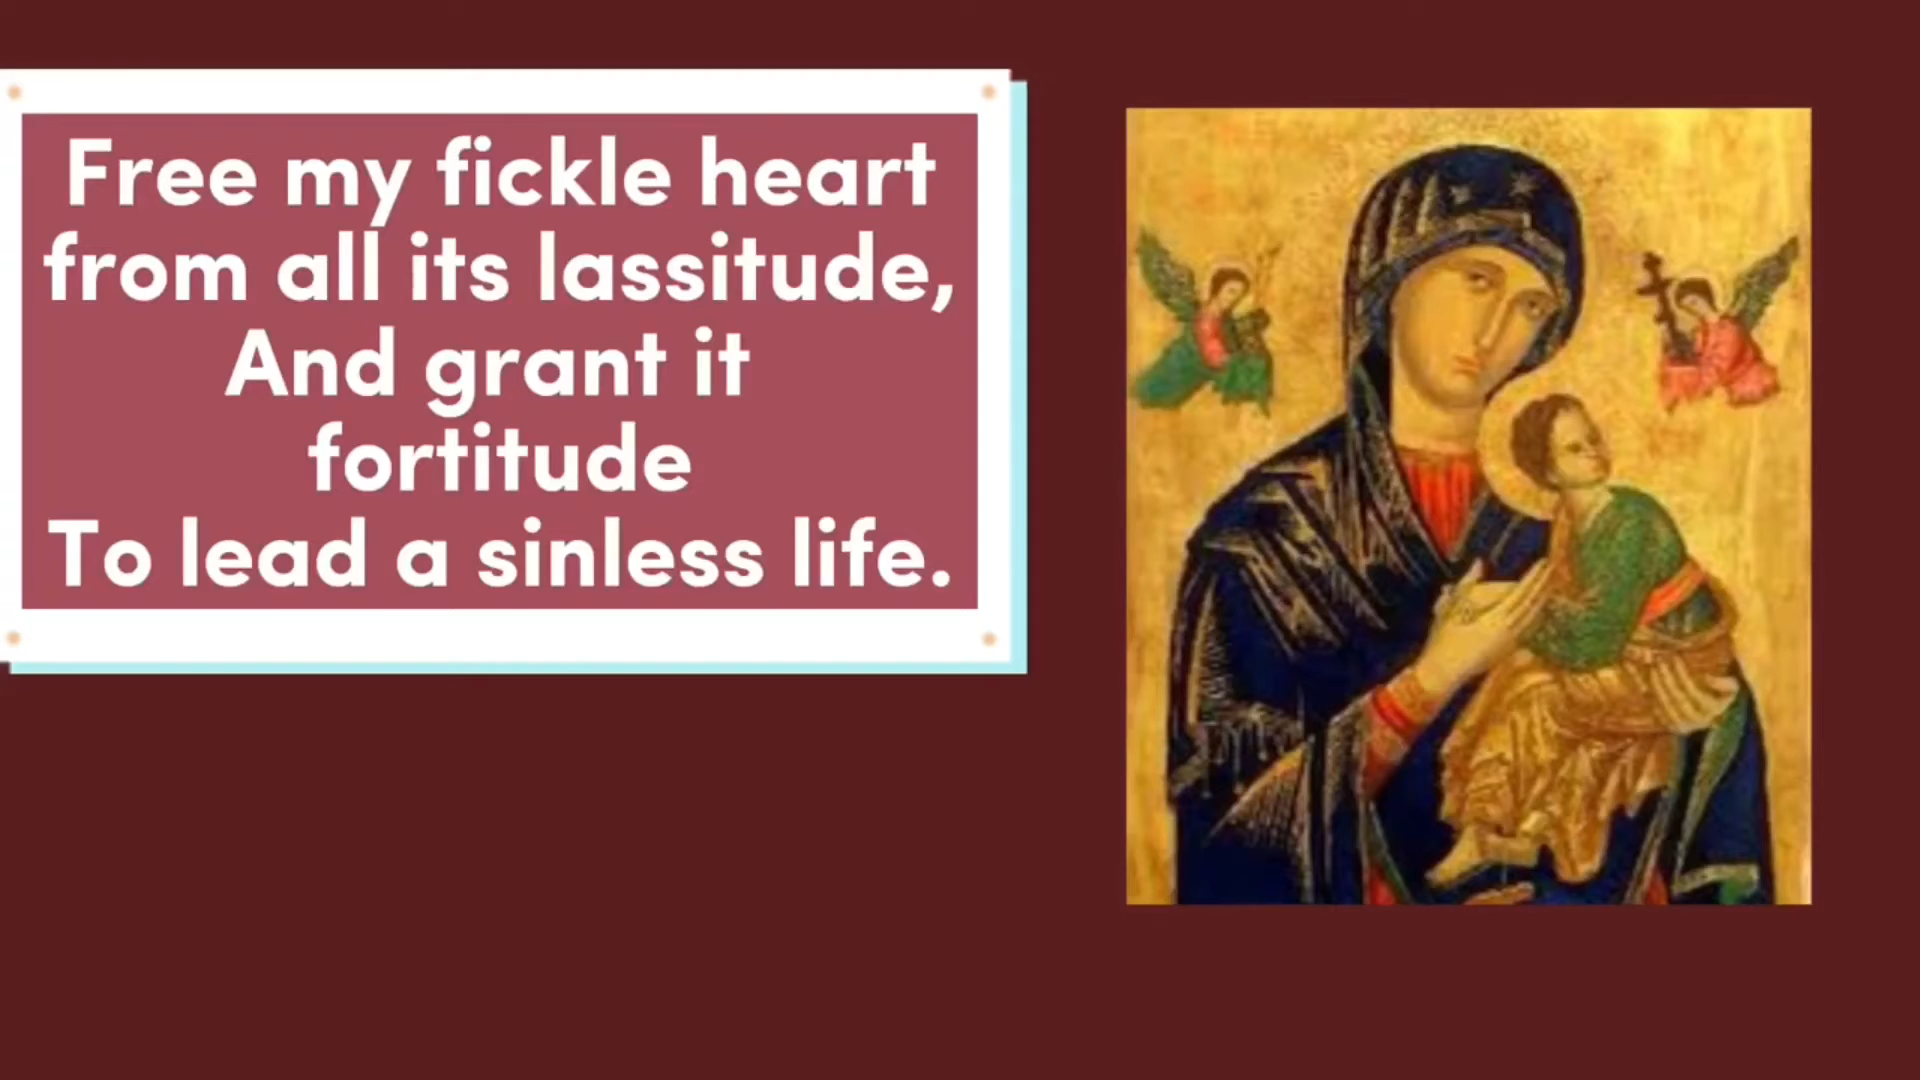 Free my fickle heart
from all its lassitude,
And grant it
fortitude
To lead a sinless life.